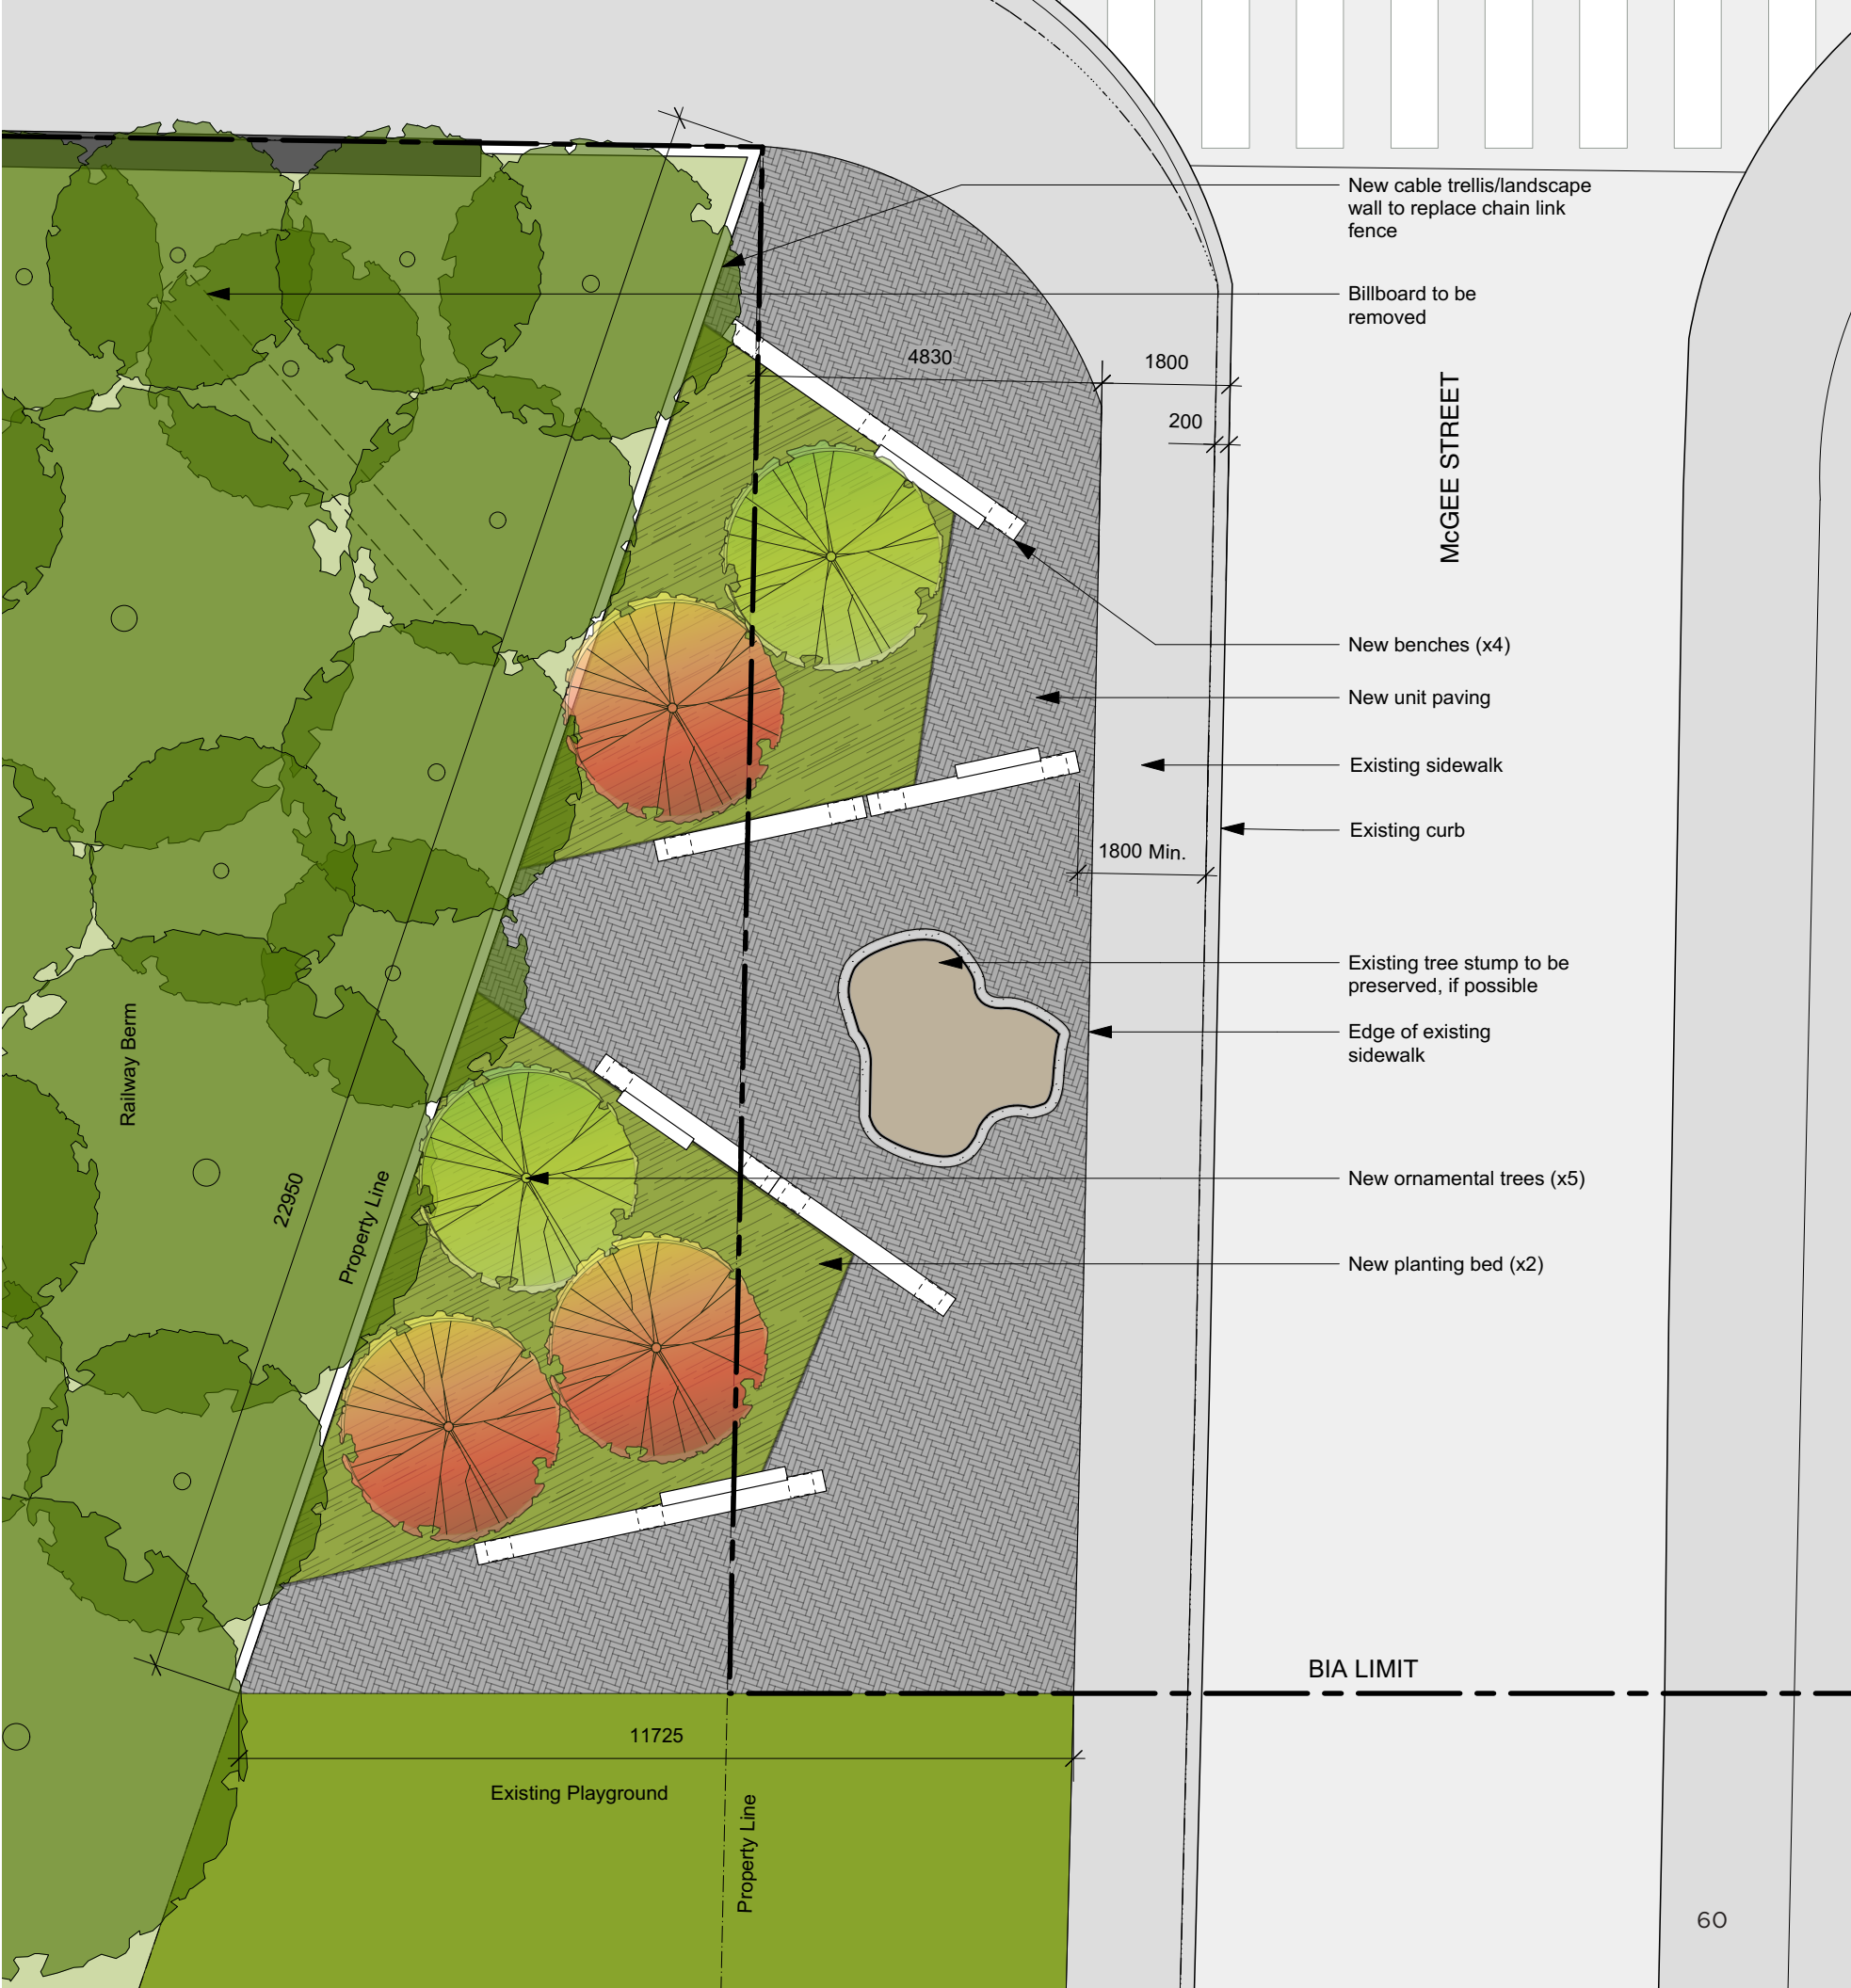 New cable trellis/landscape
wall to replace chain link
fence
Billboard to be
removed
4830
1800
200
McGEE STREET
New benches (x4)
New unit paving
Existing sidewalk
Existing curb
1800 Min.
Existing tree stump to be
preserved, if possible
Edge of existing
sidewalk
Railway Berm
22950
Property Line
New ornamental trees (x5)
New planting bed (x2)
BIA LIMIT
11725
Existing Playground
Property Line
60